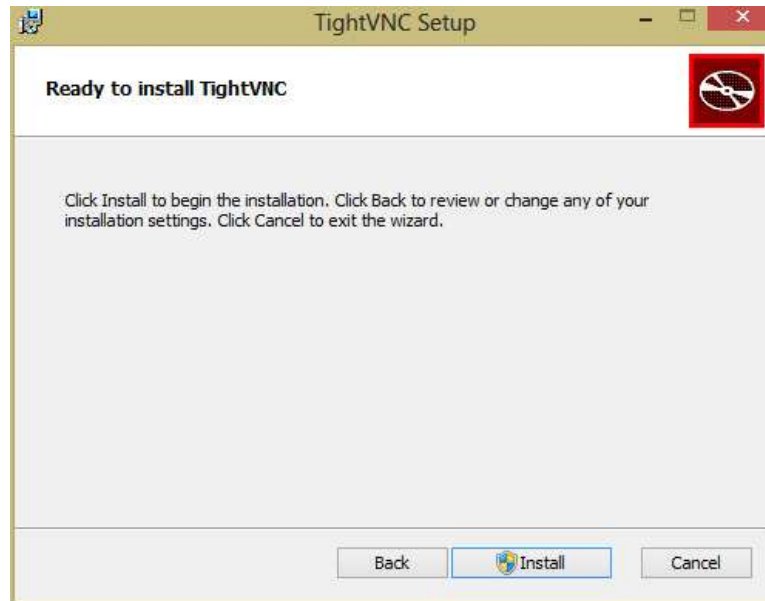 TightVNC Setup
Ready to install TightVNC
Click Install to begin the installation. Click Back to review or change any of your
installation settings. Click Cancel to exit the wizard.
Back Install Cancel